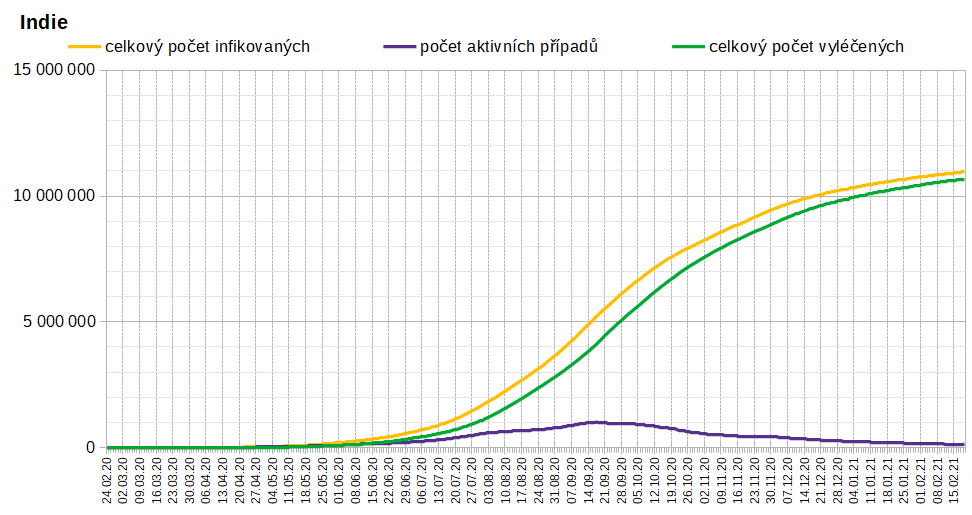 Indie
celkový počet infikovaných počet aktivních případů celkový počet vyléčených
15 000 000
10 000 000
5 000 000
0
24.02.20 02.03.20 09.03.20 16.03.20 23.03.20 30.03.20 06.04.20 13.04.20 20.04.20 27.04.20 04.05.20 11.05.20 18.05.20 25.05.20 01.06.20 08.06.20 15.06.20 22.06.20 29.06.20 06.07.20 13.07.20 20.07.20 27.07.20 03.08.20 10.08.20 17.08.20 24.08.20 31.08.20 07.09.20 14.09.20 21.09.20 28.09.20 05.10.20 12.10.20 19.10.20 26.10.20 02.11.20 09.11.20 16.11.20 23.11.20 30.11.20 07.12.20 14.12.20 21.12.20 28.12.20 04.01.21 11.01.21 18.01.21 25.01.21 01.02.21 08.02.21 15.02.21